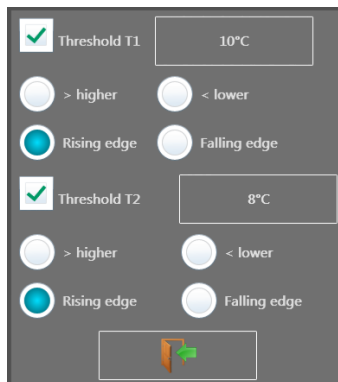 Threshold T1 10°C
> higher < lower
Rising edge Falling edge
Threshold T2 8°C
> higher < lower
Rising edge Falling edge